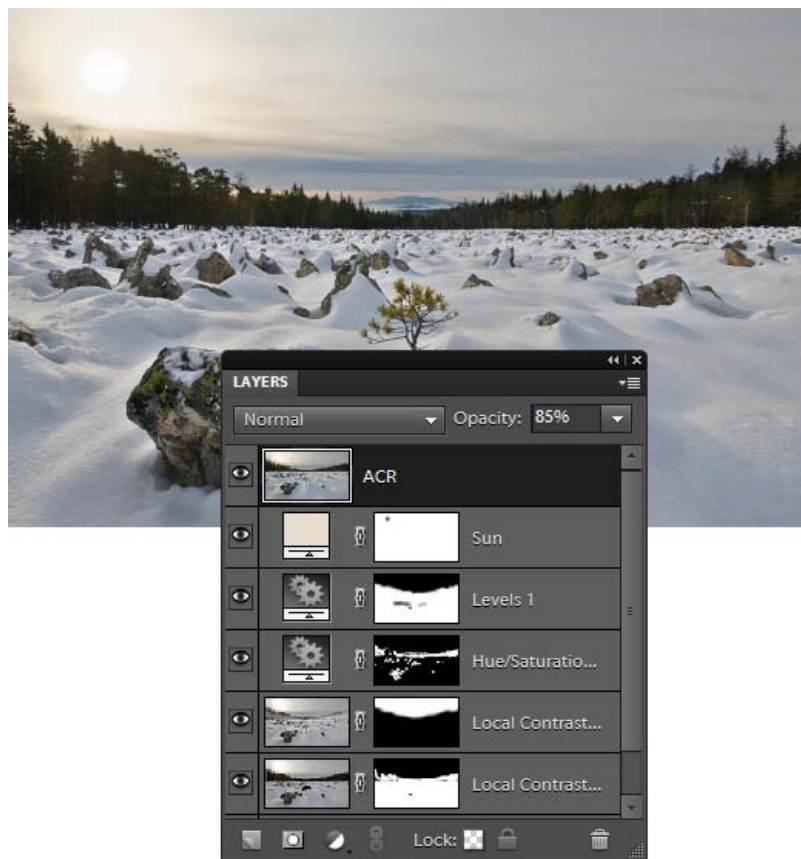 LAYERS
Normal Opacity: 85%
ACR
Sun
Levels 1
Hue/Saturatio...
Local Contrast...
Local Contrast...
Lock: